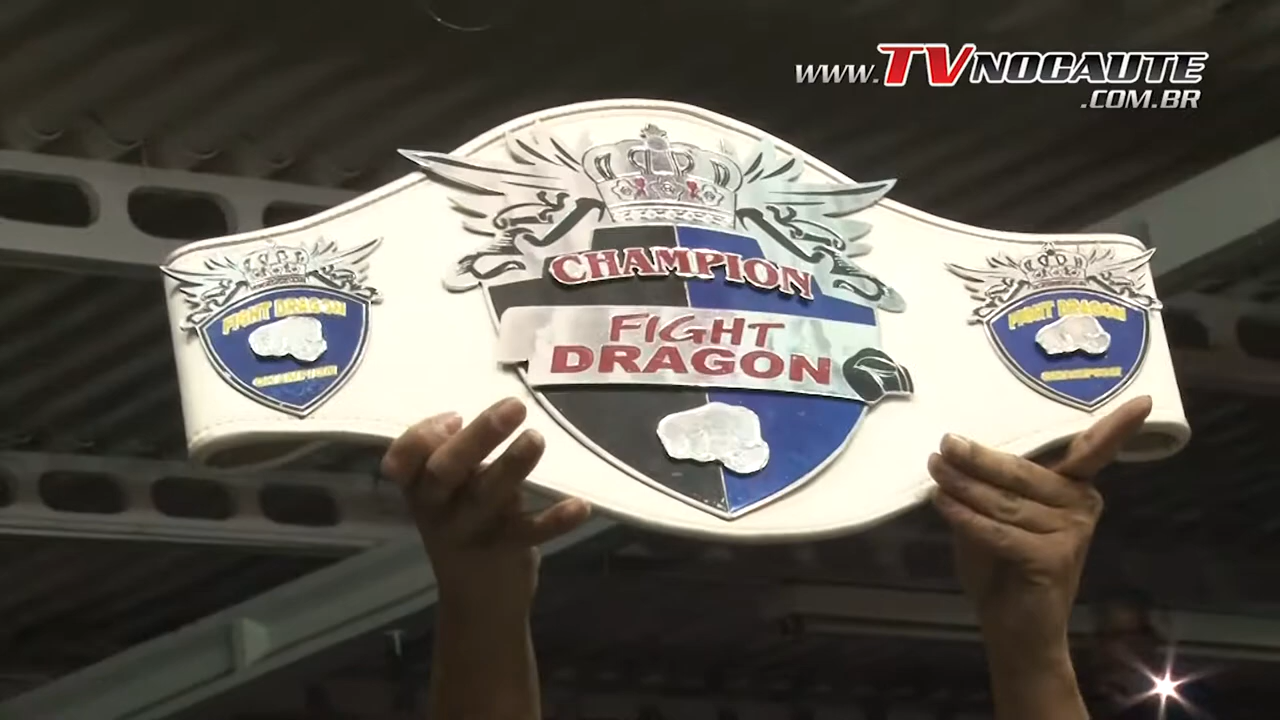 www.TVNOCAUTE
.COM.BR
CHAMPION
FIGHT
DRAGON
FIGHT DRAGON
FIGHT DRAGON